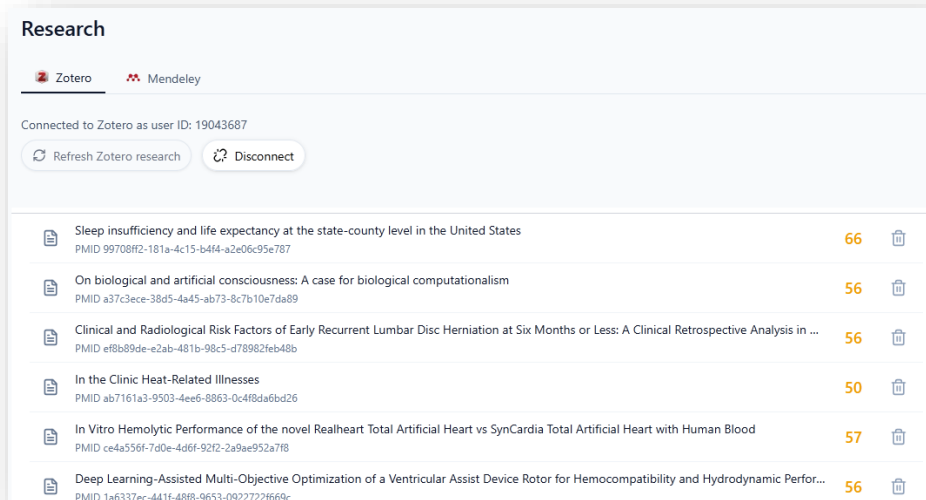 Research
Zotero
Mendeley
Connected to Zotero as user ID: 19043687
Refresh Zotero research
Disconnect
Sleep insufficiency and life expectancy at the state-county level in the United States
66
PMID 99708ff2-181a-4c15-b4f4-a2e06c95e787
On biological and artificial consciousness: A case for biological computationalism
56
PMID a37c3ece-38d5-4a45-ab73-8c7b10e7da89
Clinical and Radiological Risk Factors of Early Recurrent Lumbar Disc Herniation at Six Months or Less: A Clinical Retrospective Analysis in ...
56
PMID ef8b89de-e2ab-481b-98c5-d78982feb48b
In the Clinic Heat-Related Illnesses
50
PMID ab7161a3-9503-4ee6-8863-0c4f8da6bd26
In Vitro Hemolytic Performance of the novel Realheart Total Artificial Heart vs SynCardia Total Artificial Heart with Human Blood
57
PMID ce4a556f-7d0e-4d6f-92f2-2a9ae952a7f8
Deep Learning-Assisted Multi-Objective Optimization of a Ventricular Assist Device Rotor for Hemocompatibility and Hydrodynamic Perfor...
56
PMID 1a6337ec-441f-48f8-9653-0922722f669c